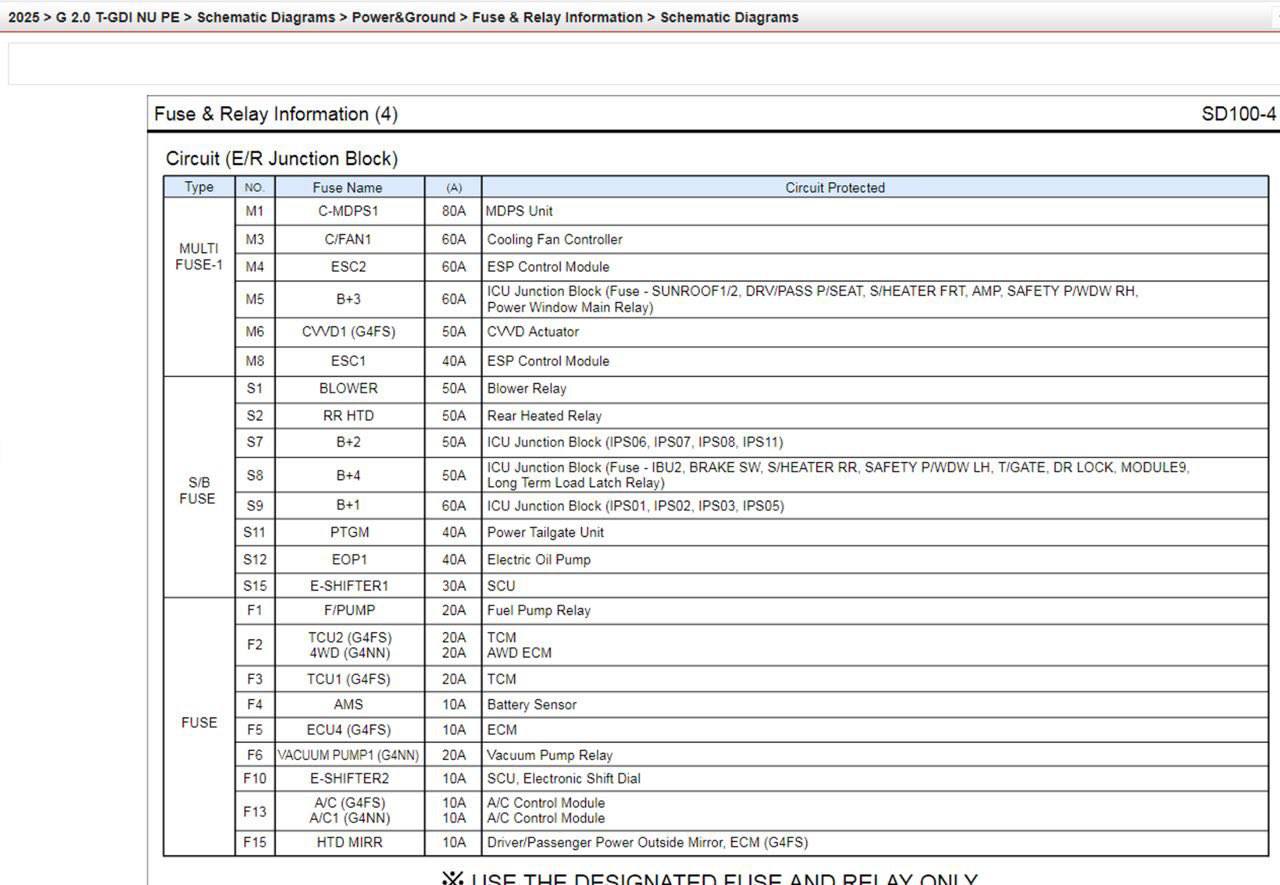 2025 > G 2.0 T-GDI NU PE > Schematic Diagrams > Power&Ground > Fuse & Relay Information > Schematic Diagrams
Fuse & Relay Information (4) SD100-4
Circuit (E/R Junction Block)
Type NO. Fuse Name (A) Circuit Protected
MULTI FUSE-1
M1 C-MDPS1 80A MDPS Unit
M3 C/FAN1 60A Cooling Fan Controller
M4 ESC2 60A ESP Control Module
M5 B+3 60A ICU Junction Block (Fuse - SUNROOF1/2, DRV/PASS P/SEAT, S/HEATER FRT, AMP, SAFETY P/WDW RH,
Power Window Main Relay)
M6 CVVD1 (G4FS) 50A CVVD Actuator
M8 ESC1 40A ESP Control Module
S/B FUSE
S1 BLOWER 50A Blower Relay
S2 RR HTD 50A Rear Heated Relay
S7 B+2 50A ICU Junction Block (IPS06, IPS07, IPS08, IPS11)
S8 B+4 50A ICU Junction Block (Fuse - IBU2, BRAKE SW, S/HEATER RR, SAFETY P/WDW LH, T/GATE, DR LOCK, MODULE9,
Long Term Load Latch Relay)
S9 B+1 60A ICU Junction Block (IPS01, IPS02, IPS03, IPS05)
S11 PTGM 40A Power Tailgate Unit
S12 EOP1 40A Electric Oil Pump
S15 E-SHIFTER1 30A SCU
FUSE
F1 F/PUMP 20A Fuel Pump Relay
F2 TCU2 (G4FS) 20A TCM
4WD (G4NN) 20A AWD ECM
F3 TCU1 (G4FS) 20A TCM
F4 AMS 10A Battery Sensor
F5 ECU4 (G4FS) 10A ECM
F6 VACUUM PUMP1 (G4NN) 20A Vacuum Pump Relay
F10 E-SHIFTER2 10A SCU, Electronic Shift Dial
F13 A/C (G4FS) 10A A/C Control Module
A/C1 (G4NN) 10A A/C Control Module
F15 HTD MIRR 10A Driver/Passenger Power Outside Mirror, ECM (G4FS)
※ USE THE DESIGNATED FUSE AND RELAY ONLY